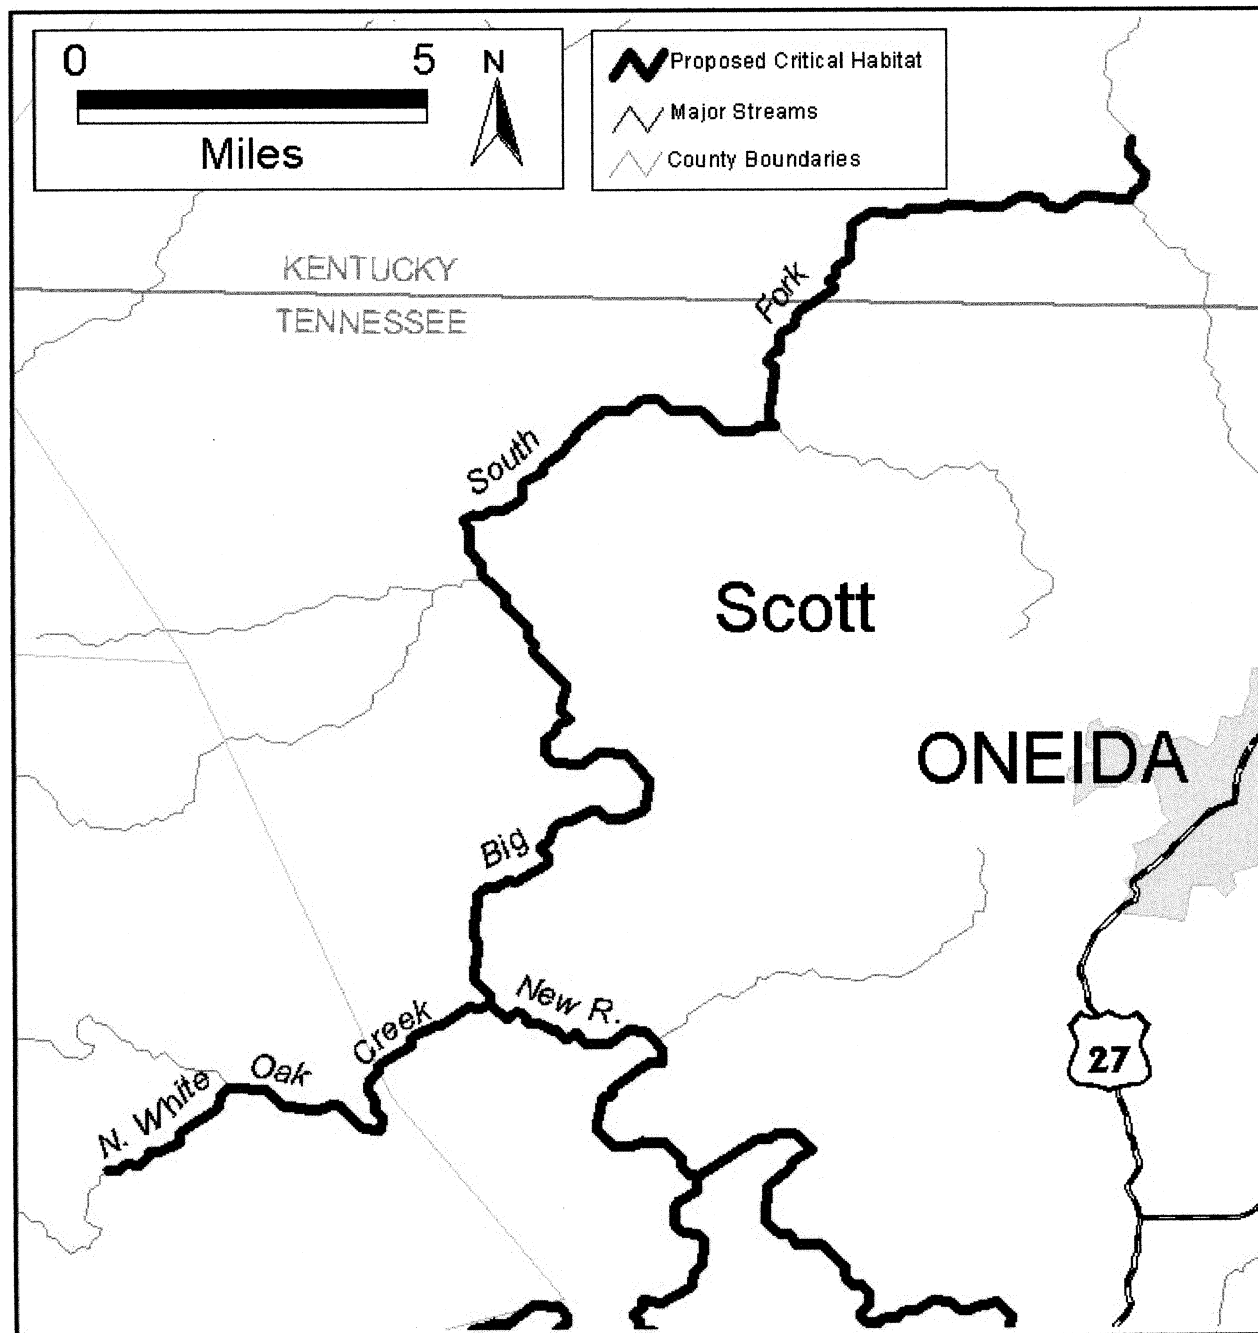 0 5 N
Miles
Proposed Critical Habitat
Major Streams
County Boundaries
KENTUCKY
TENNESSEE
Fork
South
Scott
ONEIDA
Big
New R.
Creek
Oak
N. White
27